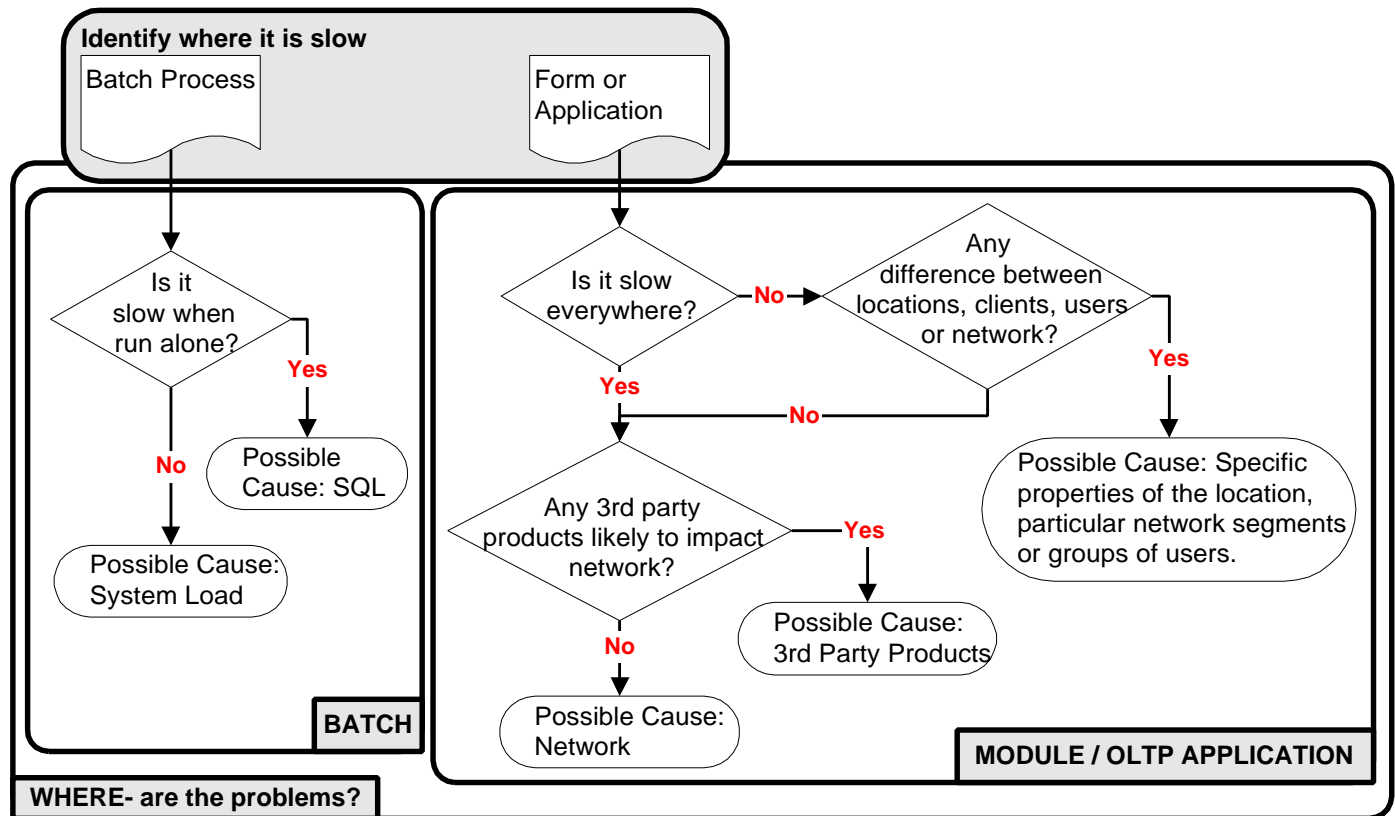 Identify where it is slow
Batch Process
Form or
Application
Is it
slow when
run alone?
Yes
No
Possible
Cause: SQL
Possible Cause:
System Load
BATCH
Is it slow
everywhere?
No
Any
difference between
locations, clients, users
or network?
Yes
Yes
No
Possible Cause: Specific
properties of the location,
particular network segments
or groups of users.
Any 3rd party
products likely to impact
network?
Yes
No
Possible Cause:
3rd Party Products
Possible Cause:
Network
MODULE / OLTP APPLICATION
WHERE- are the problems?